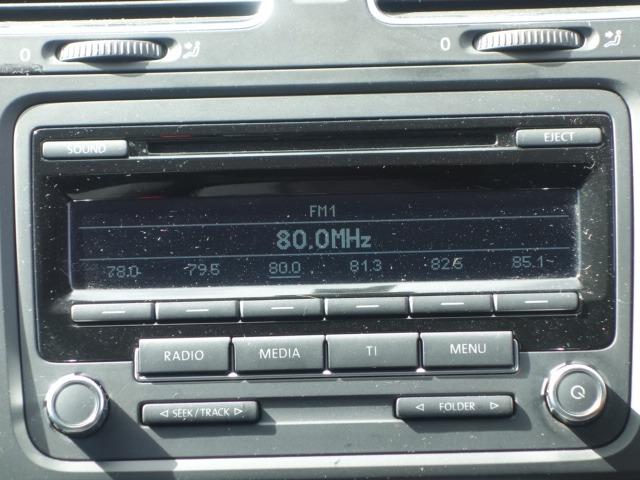 0 0
SOUND EJECT
FM1
80.0MHz
78.0 79.5 80.0 81.3 82.5 85.1
RADIO MEDIA TI MENU
SEEK/TRACK FOLDER